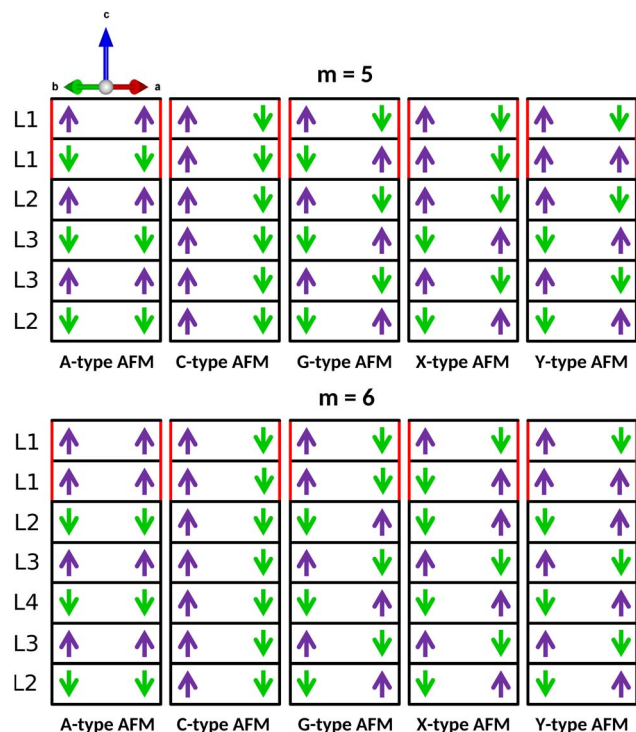 c
b a
m = 5
L1
L1
L2
L3
L3
L2
A-type AFM C-type AFM G-type AFM X-type AFM Y-type AFM
m = 6
L1
L1
L2
L3
L4
L3
L2
A-type AFM C-type AFM G-type AFM X-type AFM Y-type AFM